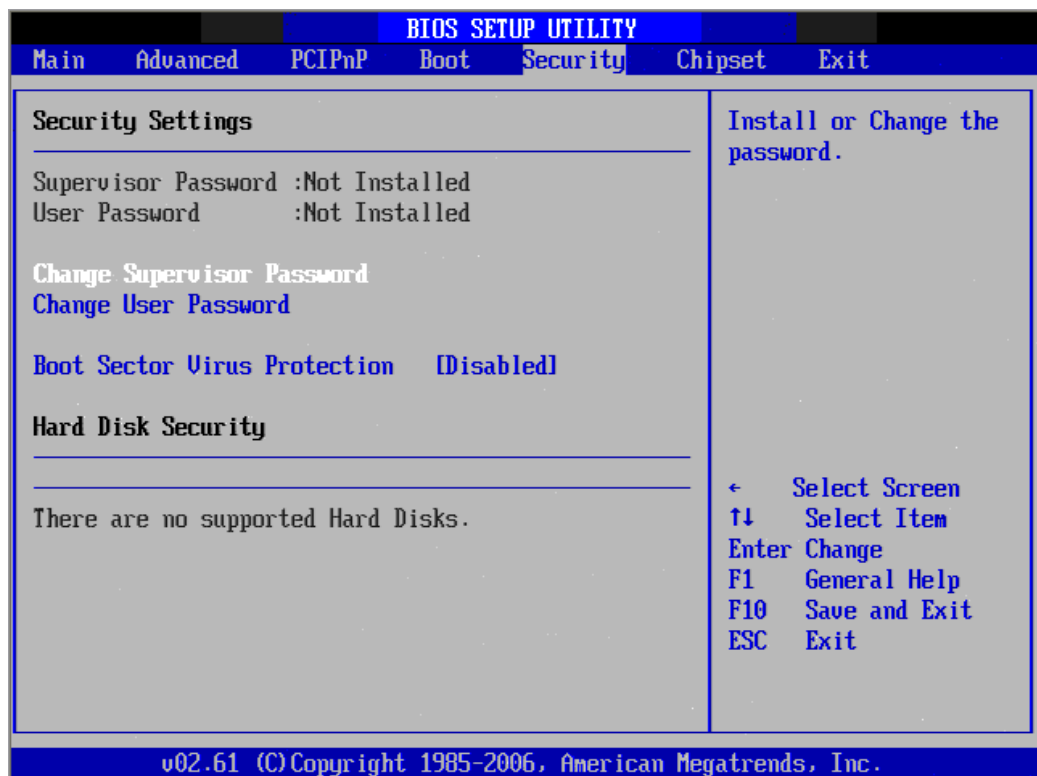 BIOS SETUP UTILITY
Main Advanced PCIPnP Boot Security Chipset Exit
Security Settings
Supervisor Password :Not Installed
User Password :Not Installed
Change Supervisor Password
Change User Password
Boot Sector Virus Protection [Disabled]
Hard Disk Security
There are no supported Hard Disks.
Install or Change the
password.
← Select Screen
↑↓ Select Item
Enter Change
F1 General Help
F10 Save and Exit
ESC Exit
v02.61 (C)Copyright 1985-2006, American Megatrends, Inc.